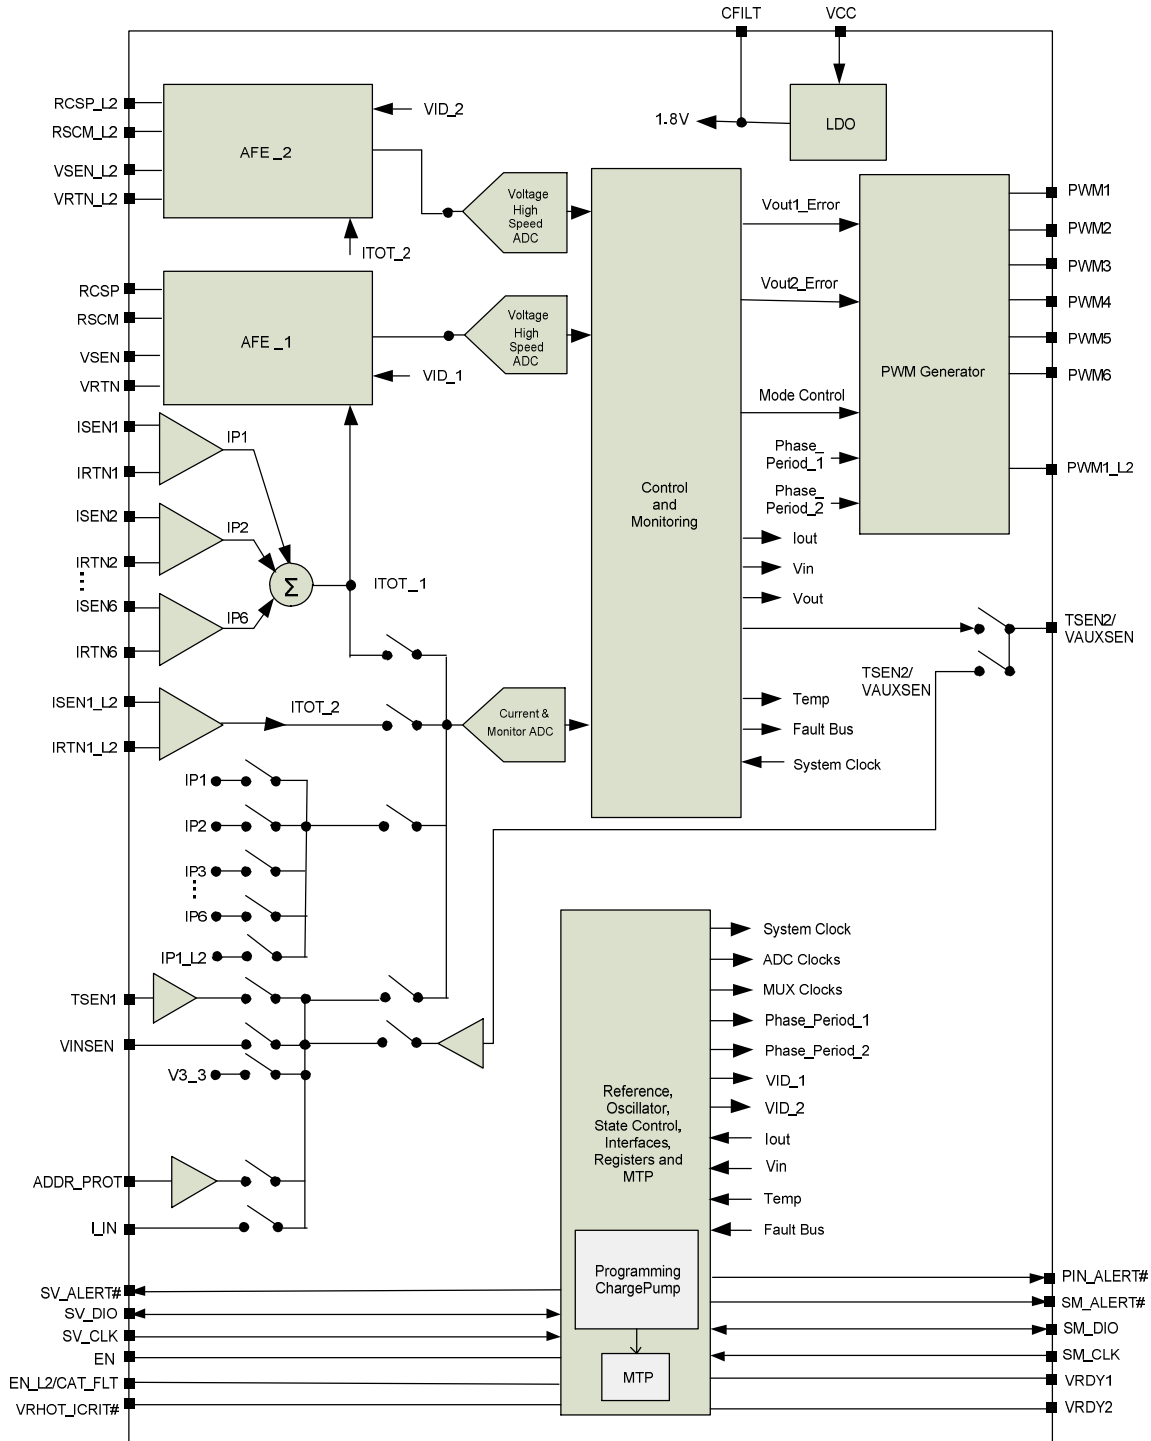 CFILT
VCC
RCSP_L2
RSCM_L2
VSEN_L2
VRTN_L2
AFE_2
VID_2
ITOT_2
1.8V
LDO
Voltage
High
Speed
ADC
RCSP
RSCM
VSEN
VRTN
AFE_1
VID_1
Voltage
High
Speed
ADC
ISEN1
IRTN1
IP1
ISEN2
IRTN2
IP2
ISEN6
IRTN6
IP6
Σ
ITOT_1
ISEN1_L2
IRTN1_L2
ITOT_2
Current &
Monitor ADC
Control
and
Monitoring
Vout1_Error
Vout2_Error
Mode Control
Phase_
Period_1
Phase_
Period_2
Iout
Vin
Vout
Temp
Fault Bus
System Clock
PWM Generator
PWM1
PWM2
PWM3
PWM4
PWM5
PWM6
PWM1_L2
TSEN2/
VAUXSEN
TSEN2/
VAUXSEN
IP1
IP2
IP3
IP6
IP1_L2
TSEN1
VINSEN
V3_3
ADDR_PROT
I_IN
Reference,
Oscillator,
State Control,
Interfaces,
Registers and
MTP
Programming
ChargePump
MTP
System Clock
ADC Clocks
MUX Clocks
Phase_Period_1
Phase_Period_2
VID_1
VID_2
Iout
Vin
Temp
Fault Bus
SV_ALERT#
SV_DIO
SV_CLK
EN
EN_L2/CAT_FLT
VRHOT_ICRIT#
PIN_ALERT#
SM_ALERT#
SM_DIO
SM_CLK
VRDY1
VRDY2